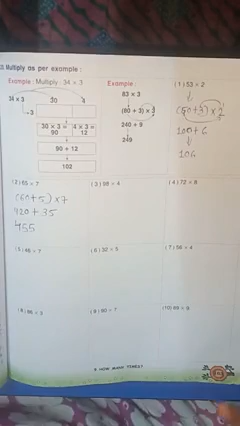 Multiply as per example :
Example : Multiply : 34 × 3
34 × 3
30
4
×3
30 × 3 =
90
4 × 3 =
12
90 + 12
102
Example :
83 × 3
(80 + 3) × 3
240 + 9
249
(1) 53 × 2
(50+3) × 2
100 + 6
106
(2) 65 × 7
(60+5) × 7
420 + 35
455
(3) 98 × 4
(4) 72 × 8
(5) 46 × 7
(6) 32 × 5
(7) 56 × 4
(8) 86 × 3
(9) 80 × 7
(10) 69 × 9
HOW MANY TIMES?